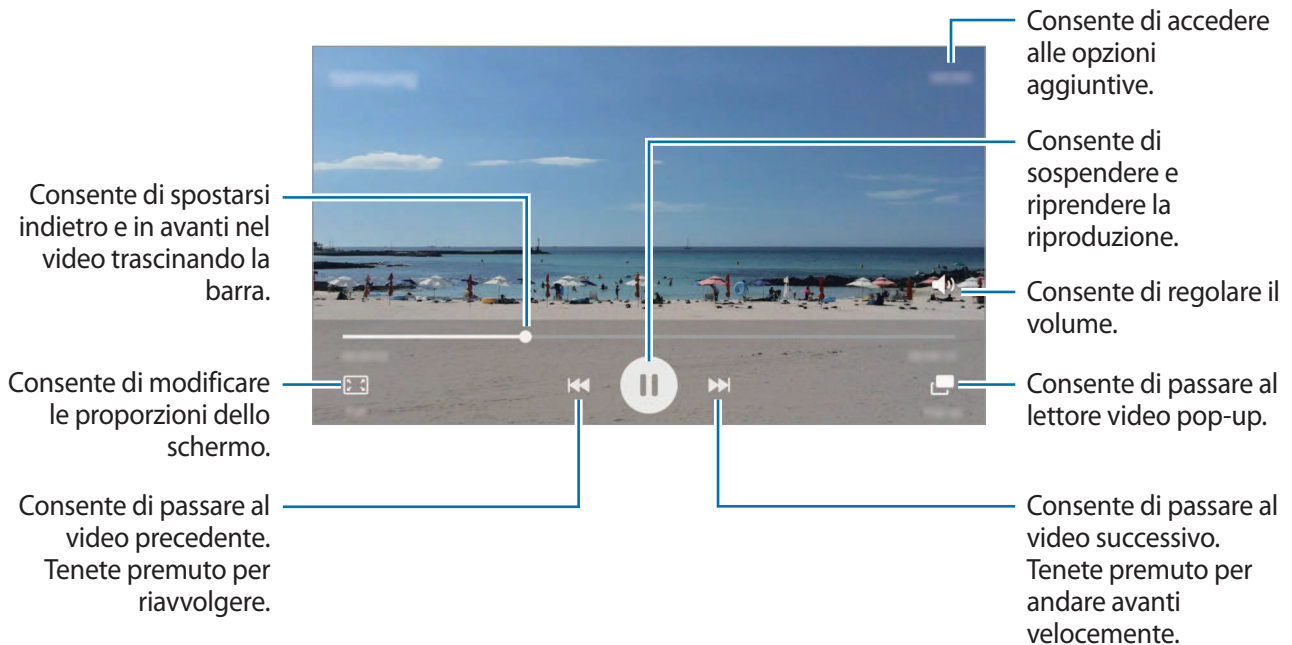 Consente di accedere
alle opzioni
aggiuntive.
Consente di
sospendere e
riprendere la
riproduzione.
Consente di spostarsi
indietro e in avanti nel
video trascinando la
barra.
Consente di regolare il
volume.
Consente di modificare
le proporzioni dello
schermo.
Consente di passare al
lettore video pop-up.
Consente di passare al
video precedente.
Tenete premuto per
riavvolgere.
Consente di passare al
video successivo.
Tenete premuto per
andare avanti
velocemente.